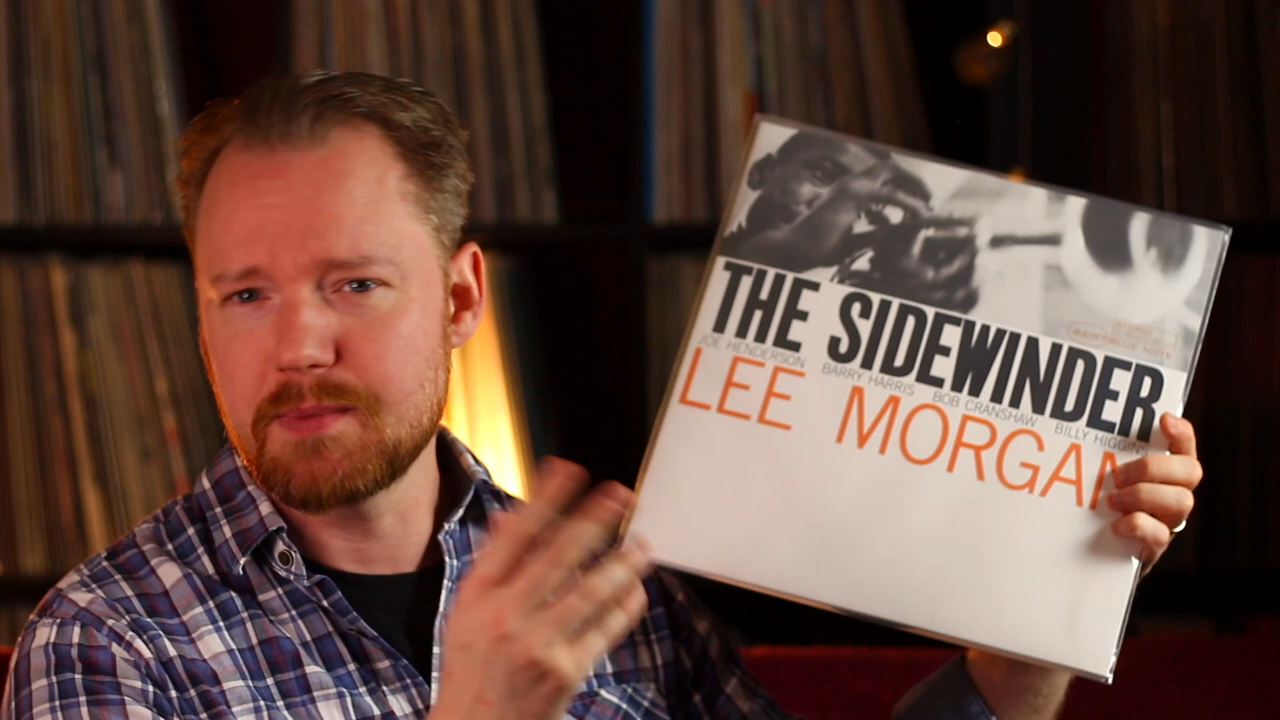 THE SIDEWINDER
JOE HENDERSON BARRY HARRIS BOB CRANSHAW BILLY HIGGINS
LEE MORGAN